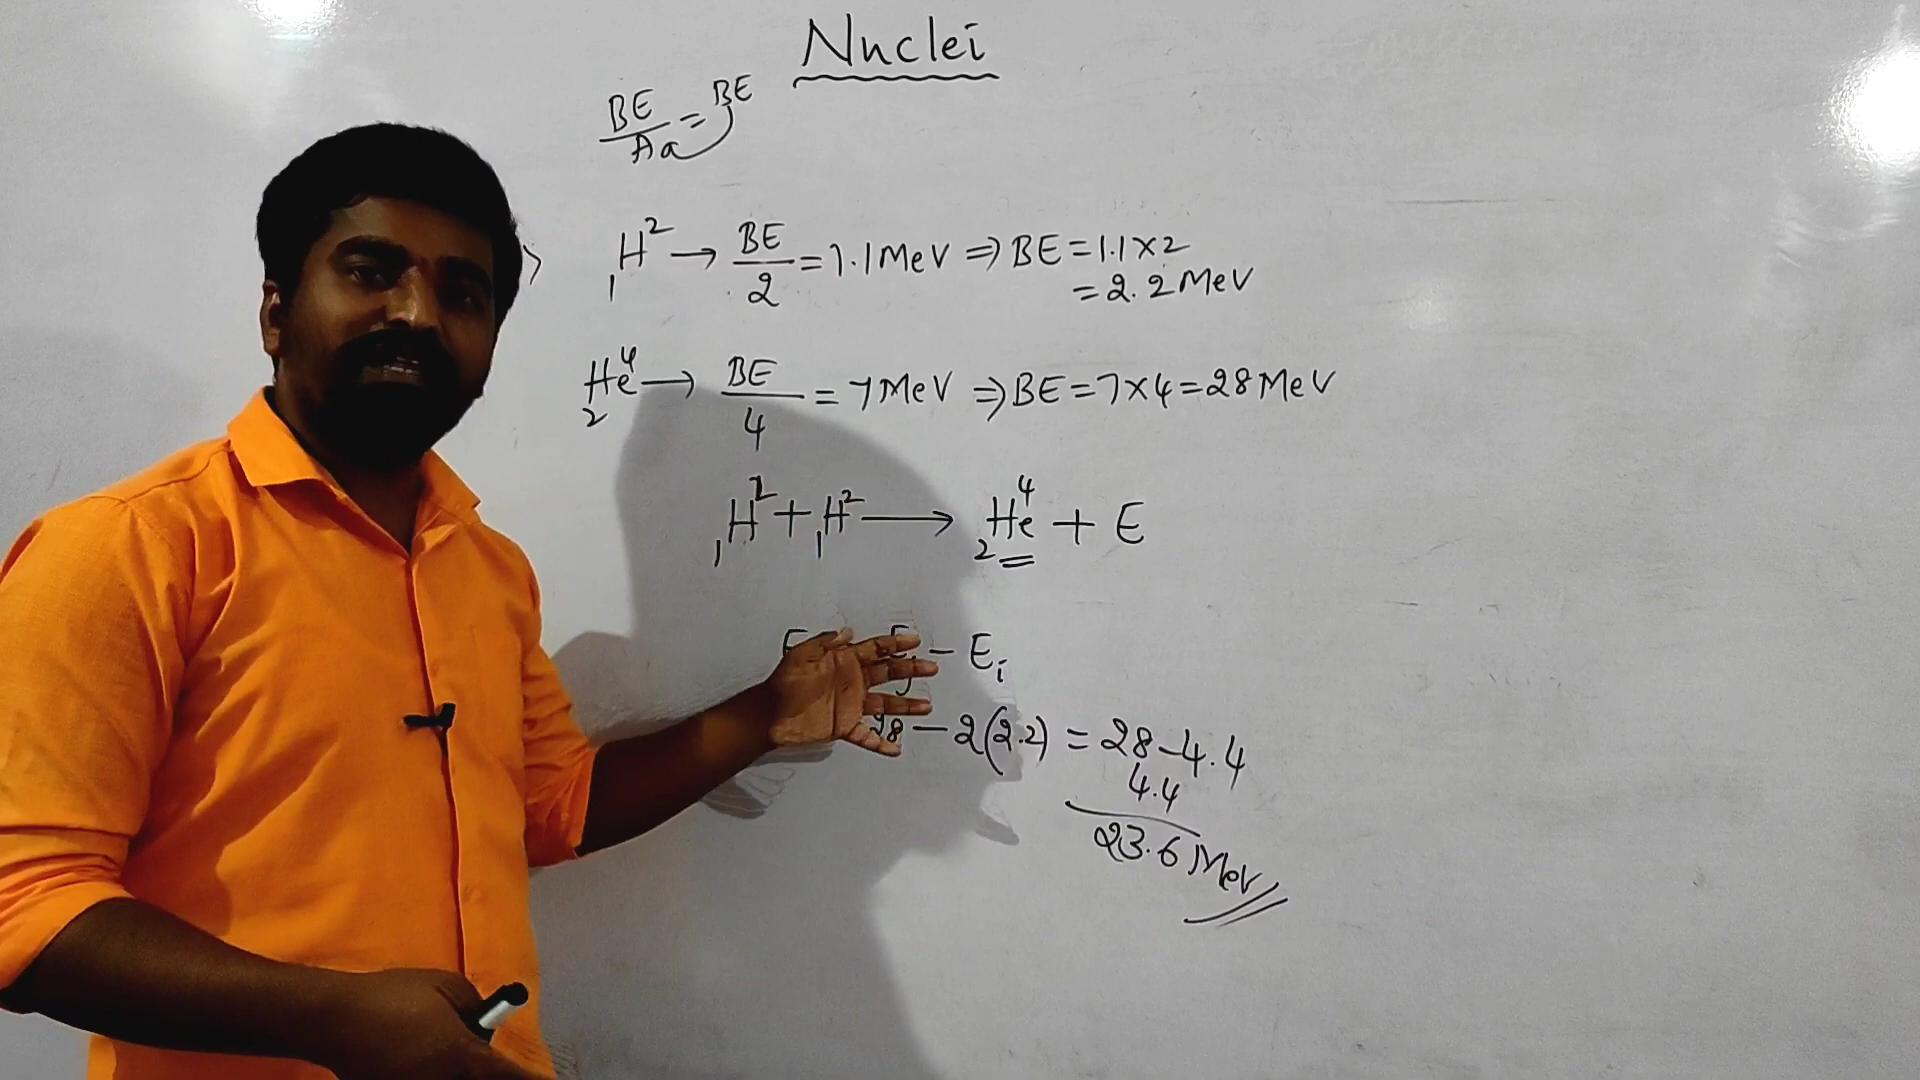 Nuclei
BE/Aa = BE
₁H² → BE/2 = 1.1 MeV ⇒ BE = 1.1 × 2
= 2.2 MeV
₂He⁴ → BE/4 = 7 MeV ⇒ BE = 7 × 4 = 28 MeV
₁H² + ₁H² → ₂He⁴ + E
E - Eᵢ
28 - 2(2.2) = 28 - 4.4
4.4
23.6 MeV